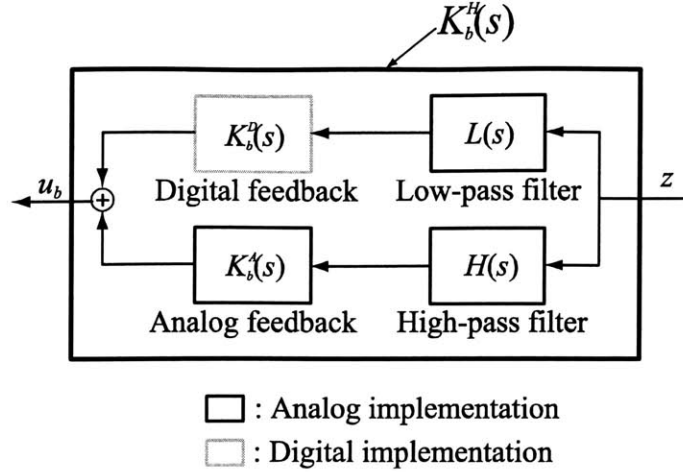 K_b^H(s)
K_b^D(s)
L(s)
Digital feedback
Low-pass filter
u_b
+
z
K_b^A(s)
H(s)
Analog feedback
High-pass filter
: Analog implementation
: Digital implementation